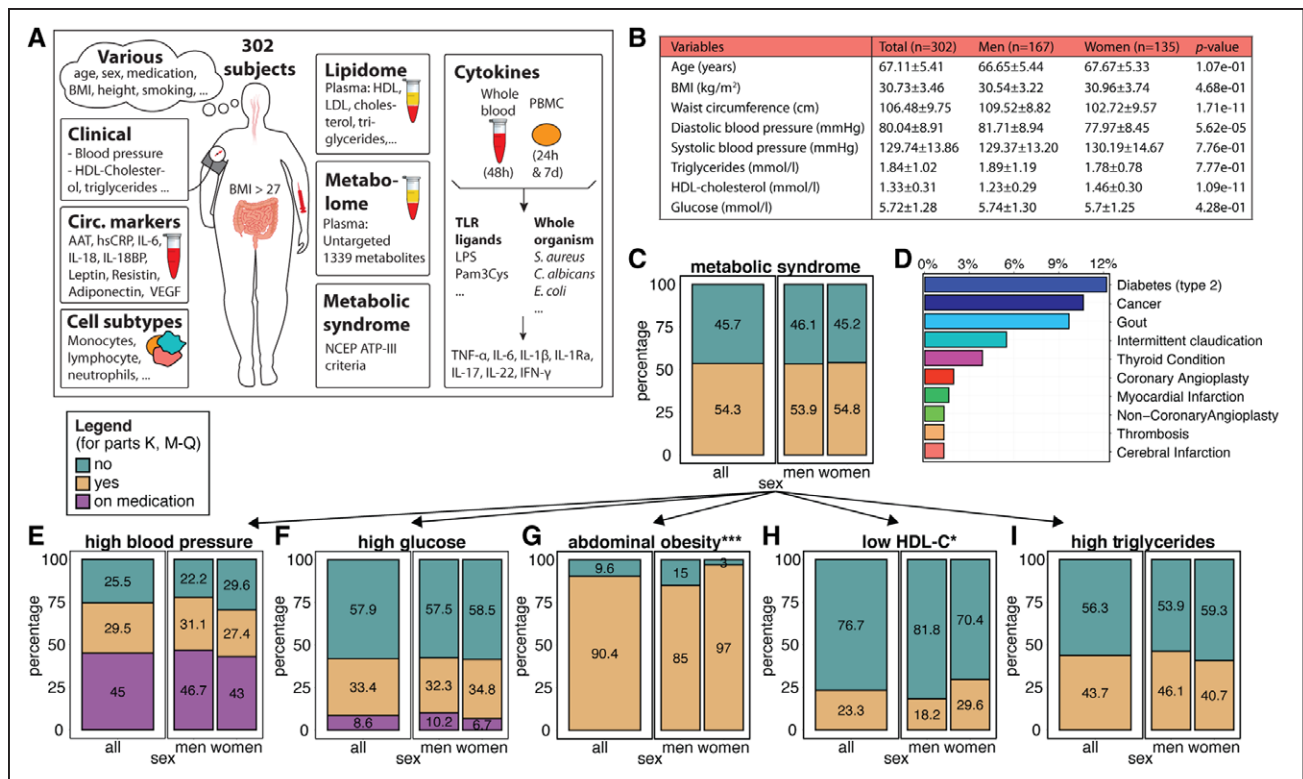 A
Various
age, sex, medication,
BMI, height, smoking, ...
302
subjects
Clinical
- Blood pressure
- HDL-Cholester-
ol, triglycerides ...
BMI > 27
Circ. markers
AAT, hsCRP, IL-6,
IL-18, IL-18BP,
Leptin, Resistin,
Adiponectin, VEGF
Cell subtypes
Monocytes,
lymphocyte,
neutrophils, ...
Lipidome
Plasma: HDL,
LDL, choles-
terol, tri-
glycerides,...
Metabo-
lome
Plasma:
Untargeted
1339 metabolites
Metabolic
syndrome
NCEP ATP-III
criteria
Cytokines
Whole
blood
PBMC
(48h)
(24h
& 7d)
TLR
ligands
LPS
Pam3Cys
...
Whole
organism
S. aureus
C. albicans
E. coli
...
TNF-α, IL-6, IL-1β, IL-1Ra,
IL-17, IL-22, IFN-γ
B
Variables Total (n=302) Men (n=167) Women (n=135) p-value
Age (years) 67.11±5.41 66.65±5.44 67.67±5.33 1.07e-01
BMI (kg/m²) 30.73±3.46 30.54±3.22 30.96±3.74 4.68e-01
Waist circumference (cm) 106.48±9.75 109.52±8.82 102.72±9.57 1.71e-11
Diastolic blood pressure (mmHg) 80.04±8.91 81.71±8.94 77.97±8.45 5.62e-05
Systolic blood pressure (mmHg) 129.74±13.86 129.37±13.20 130.19±14.67 7.76e-01
Triglycerides (mmol/l) 1.84±1.02 1.89±1.19 1.78±0.78 7.77e-01
HDL-cholesterol (mmol/l) 1.33±0.31 1.23±0.29 1.46±0.30 1.09e-11
Glucose (mmol/l) 5.72±1.28 5.74±1.30 5.7±1.25 4.28e-01
C
metabolic syndrome
percentage
100
75
50
25
0
45.7 46.1 45.2
54.3 53.9 54.8
all men women
sex
D
0% 3% 6% 9% 12%
Diabetes (type 2)
Cancer
Gout
Intermittent claudication
Thyroid Condition
Coronary Angioplasty
Myocardial Infarction
Non-CoronaryAngioplasty
Thrombosis
Cerebral Infarction
Legend
(for parts K, M-Q)
no
yes
on medication
E
high blood pressure
percentage
100
75
50
25
0
25.5 22.2 29.6
29.5 31.1 27.4
45 46.7 43
all men women
sex
F
high glucose
percentage
100
75
50
25
0
57.9 57.5 58.5
33.4 32.3 34.8
8.6 10.2 6.7
all men women
sex
G
abdominal obesity***
percentage
100
75
50
25
0
9.6 15 3
90.4 85 97
all men women
sex
H
low HDL-C*
percentage
100
75
50
25
0
76.7 81.8 70.4
23.3 18.2 29.6
all men women
sex
I
high triglycerides
percentage
100
75
50
25
0
56.3 53.9 59.3
43.7 46.1 40.7
all men women
sex